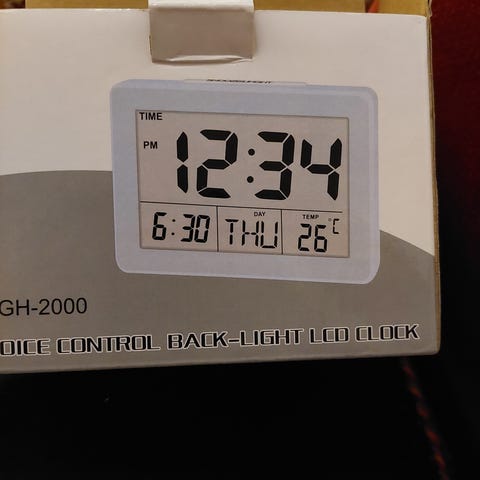 TIME
PM 12:34
DAY TEMP
6:30 THU 26°C
GH-2000
OICE CONTROL BACK-LIGHT LCD CLOCK